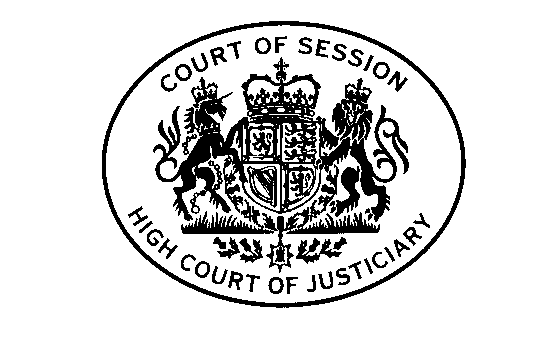 COURT OF SESSION
HIGH COURT OF JUSTICIARY